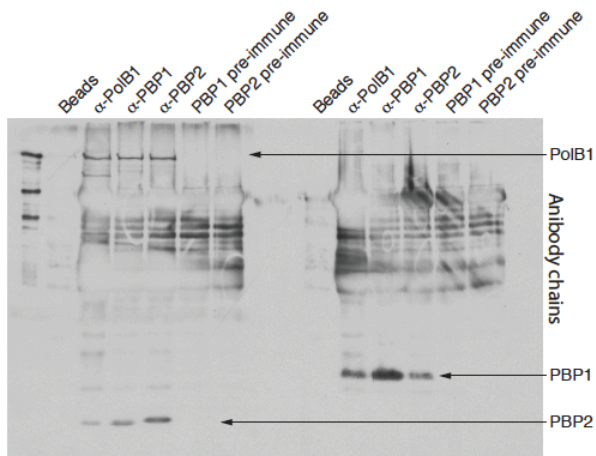 Beads
α-PolB1
α-PBP1
α-PBP2
PBP1 pre-immune
PBP2 pre-immune
Beads
α-PolB1
α-PBP1
α-PBP2
PBP1 pre-immune
PBP2 pre-immune
PolB1
Anibody chains
PBP1
PBP2